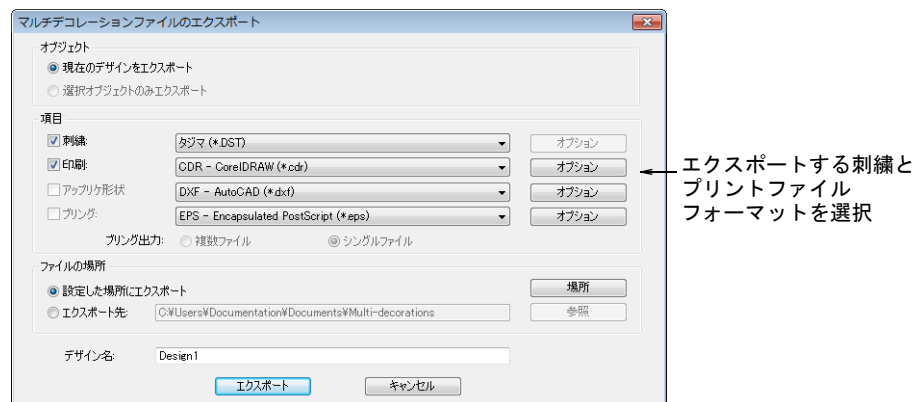 マルチデコレーションファイルのエクスポート
オブジェクト
現在のデザインをエクスポート
選択オブジェクトのみエクスポート
項目
刺繍: タジマ (*.DST) オプション
印刷: CDR - CorelDRAW (*.cdr) オプション
アップリケ形状 DXF - AutoCAD (*.dxf) オプション
ブリング: EPS - Encapsulated PostScript (*.eps) オプション
ブリング出力: 複数ファイル シングルファイル
ファイルの場所
設定した場所にエクスポート 場所
エクスポート先: C:¥Users¥Documentation¥Documents¥Multi-decorations 参照
デザイン名: Design1
エクスポート キャンセル
エクスポートする刺繍と
プリントファイル
フォーマットを選択